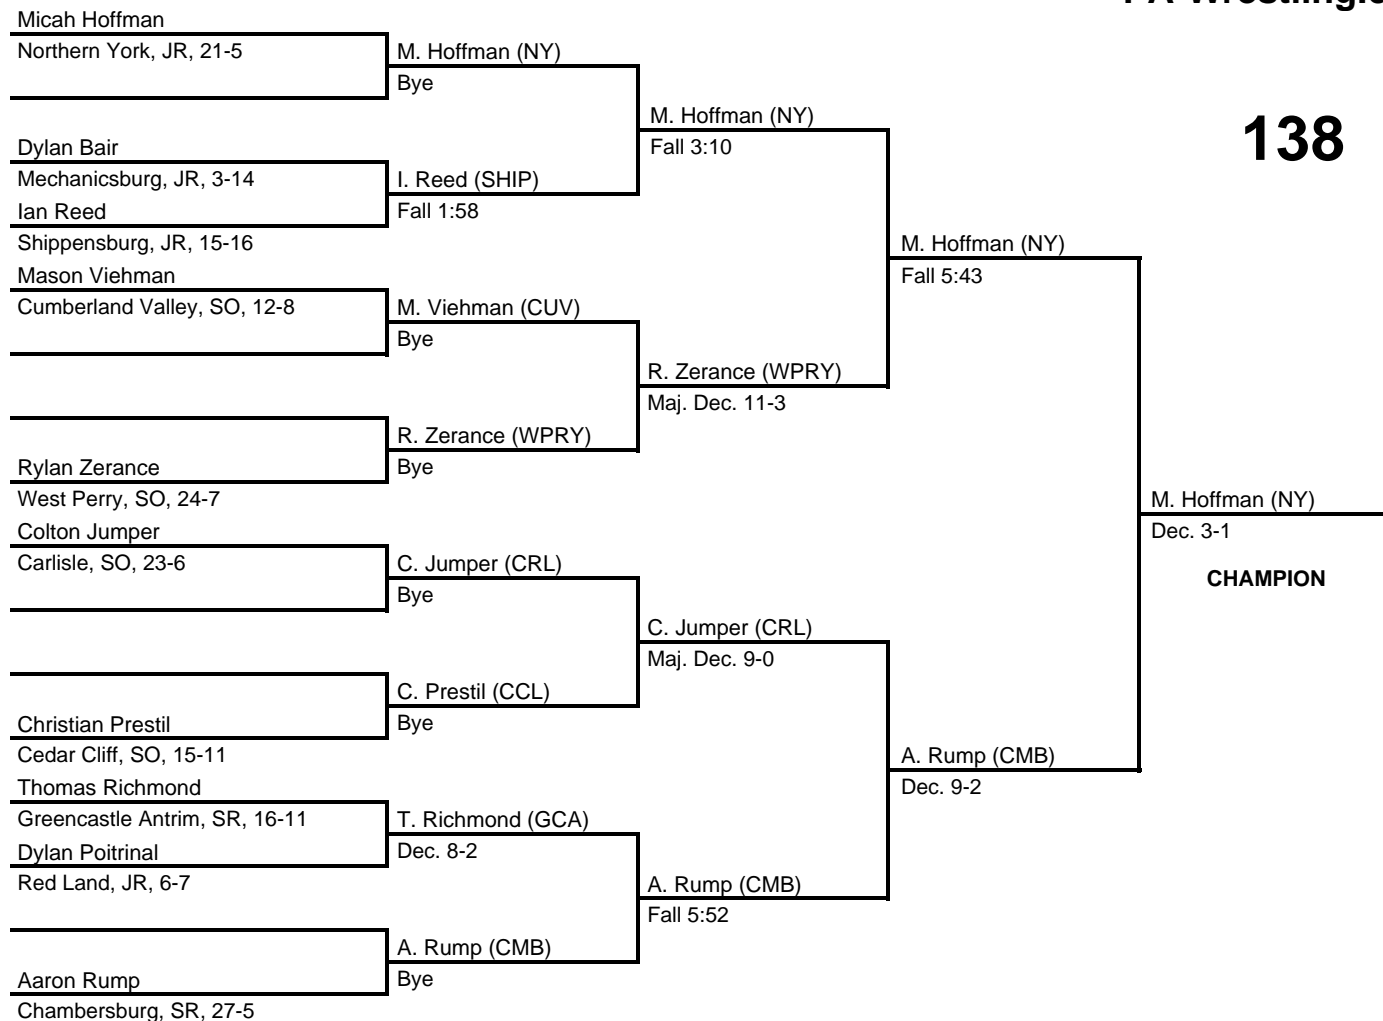 Micah Hoffman
Northern York, JR, 21-5
Dylan Bair
Mechanicsburg, JR, 3-14
Ian Reed
Shippensburg, JR, 15-16
Mason Viehman
Cumberland Valley, SO, 12-8
Rylan Zerance
West Perry, SO, 24-7
Colton Jumper
Carlisle, SO, 23-6
Christian Prestil
Cedar Cliff, SO, 15-11
Thomas Richmond
Greencastle Antrim, SR, 16-11
Dylan Poitrinal
Red Land, JR, 6-7
Aaron Rump
Chambersburg, SR, 27-5
M. Hoffman (NY)
Bye
I. Reed (SHIP)
Fall 1:58
M. Viehman (CUV)
Bye
R. Zerance (WPRY)
Bye
C. Jumper (CRL)
Bye
C. Prestil (CCL)
Bye
T. Richmond (GCA)
Dec. 8-2
A. Rump (CMB)
Bye
M. Hoffman (NY)
Fall 3:10
R. Zerance (WPRY)
Maj. Dec. 11-3
C. Jumper (CRL)
Maj. Dec. 9-0
A. Rump (CMB)
Fall 5:52
M. Hoffman (NY)
Fall 5:43
A. Rump (CMB)
Dec. 9-2
138
M. Hoffman (NY)
Dec. 3-1
CHAMPION